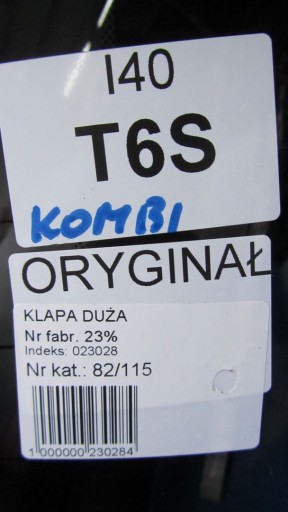 I40
T6S
KOMBI
ORYGINAŁ
KLAPA DUŻA
Nr fabr. 23%
Indeks: 023028
Nr kat.: 82/115
1 000000 230284